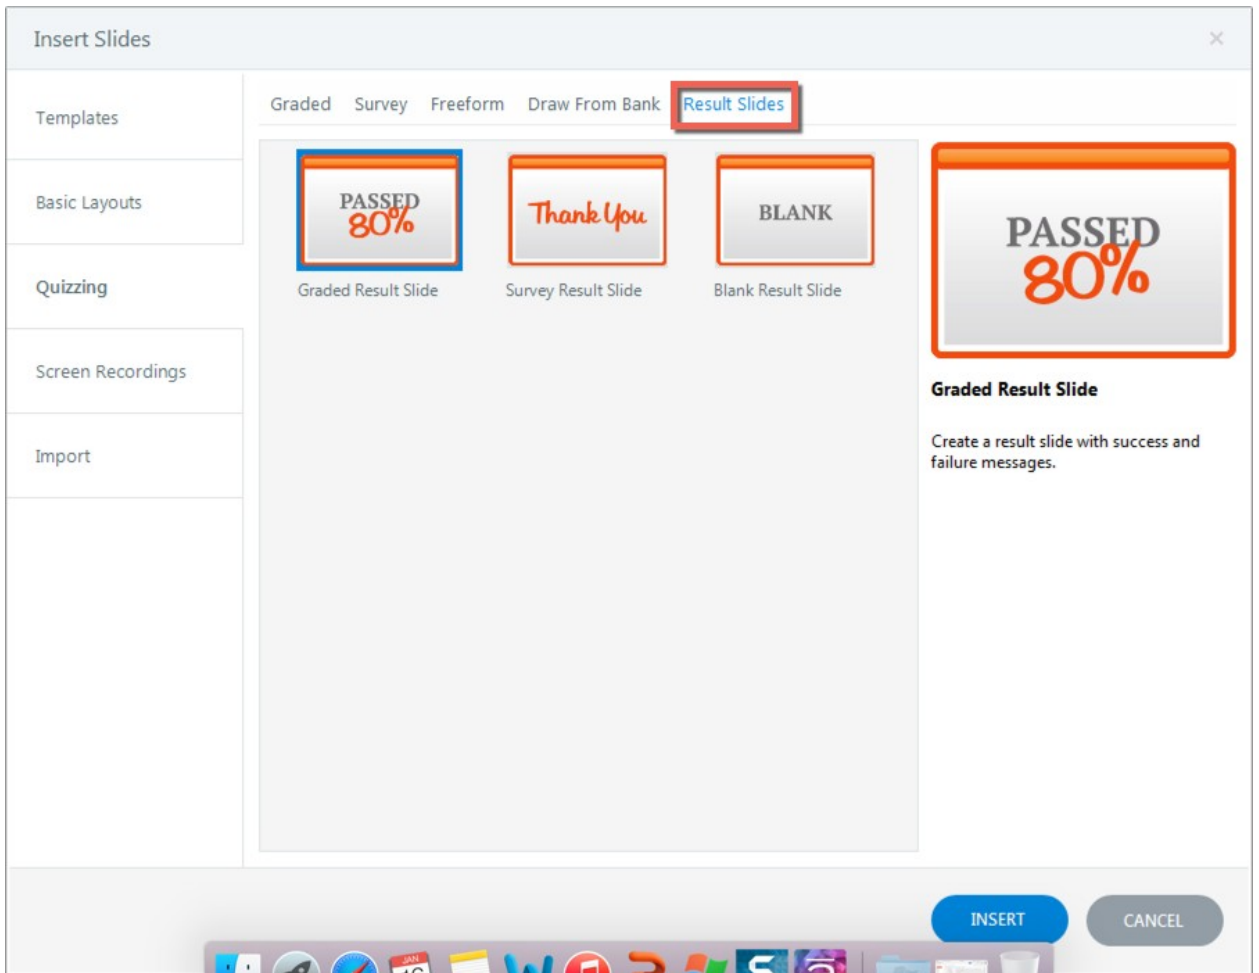 Insert Slides
Templates
Basic Layouts
Quizzing
Screen Recordings
Import
Graded Survey Freeform Draw From Bank Result Slides
PASSED
80%
Graded Result Slide
Thank You
Survey Result Slide
BLANK
Blank Result Slide
PASSED
80%
Graded Result Slide
Create a result slide with success and
failure messages.
INSERT CANCEL
JAN